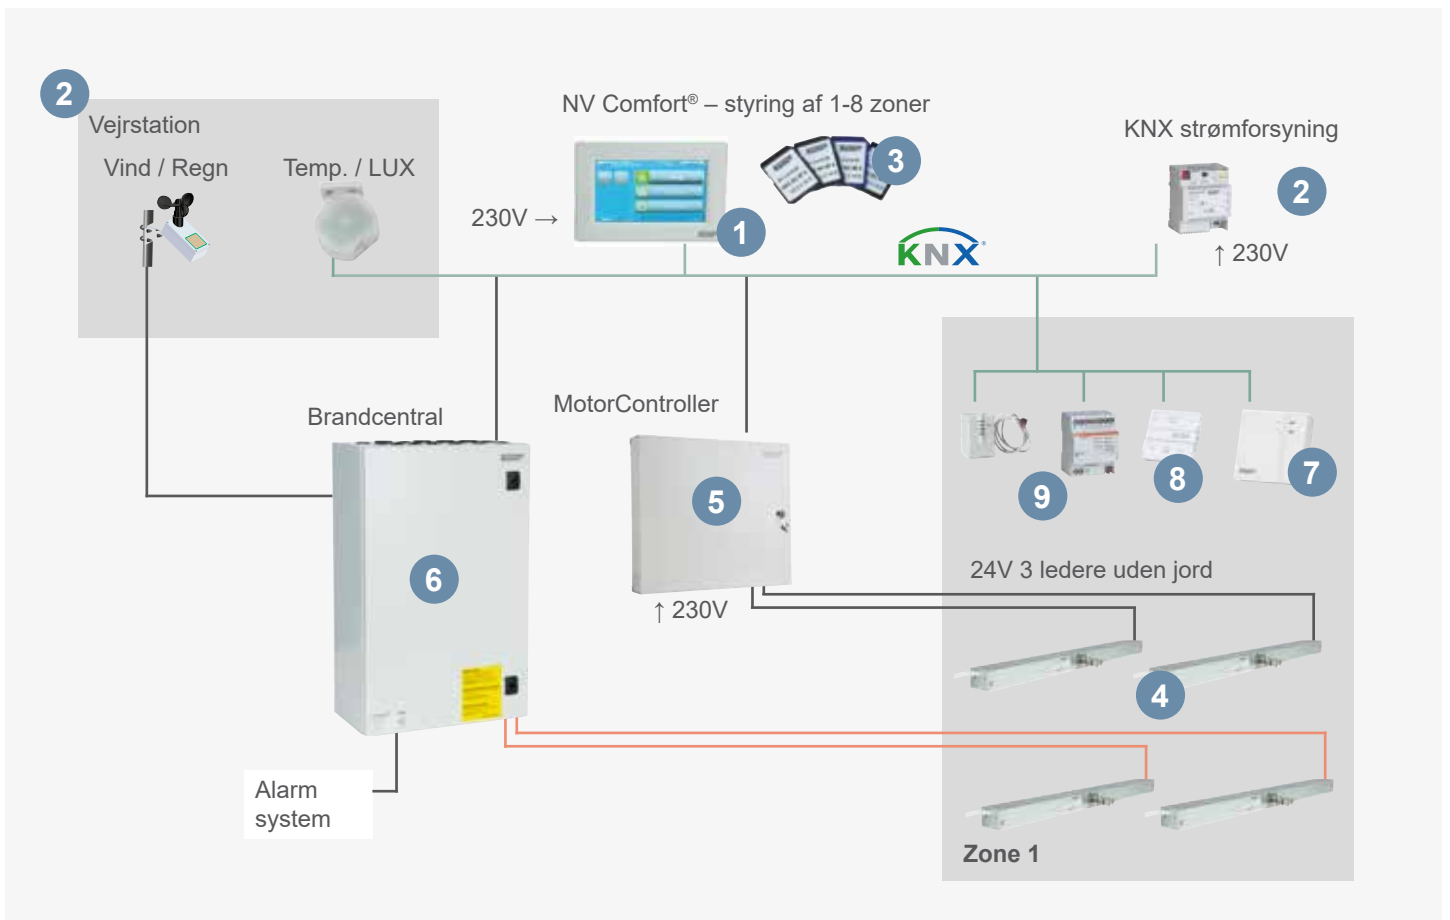 2
Vejrstation
Vind / Regn
Temp. / LUX
NV Comfort® – styring af 1-8 zoner
3
230V →
1
KNX®
KNX strømforsyning
2
↑ 230V
Brandcentral
MotorController
6
5
↑ 230V
9
8
7
24V 3 ledere uden jord
4
Alarm
system
Zone 1